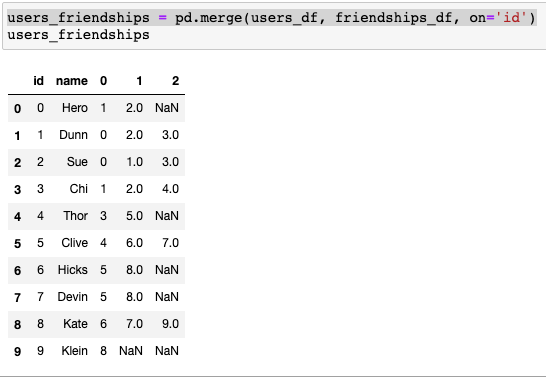 users_friendships = pd.merge(users_df, friendships_df, on='id')
users_friendships
id name 0 1 2
0 0 Hero 1 2.0 NaN
1 1 Dunn 0 2.0 3.0
2 2 Sue 0 1.0 3.0
3 3 Chi 1 2.0 4.0
4 4 Thor 3 5.0 NaN
5 5 Clive 4 6.0 7.0
6 6 Hicks 5 8.0 NaN
7 7 Devin 5 8.0 NaN
8 8 Kate 6 7.0 9.0
9 9 Klein 8 NaN NaN